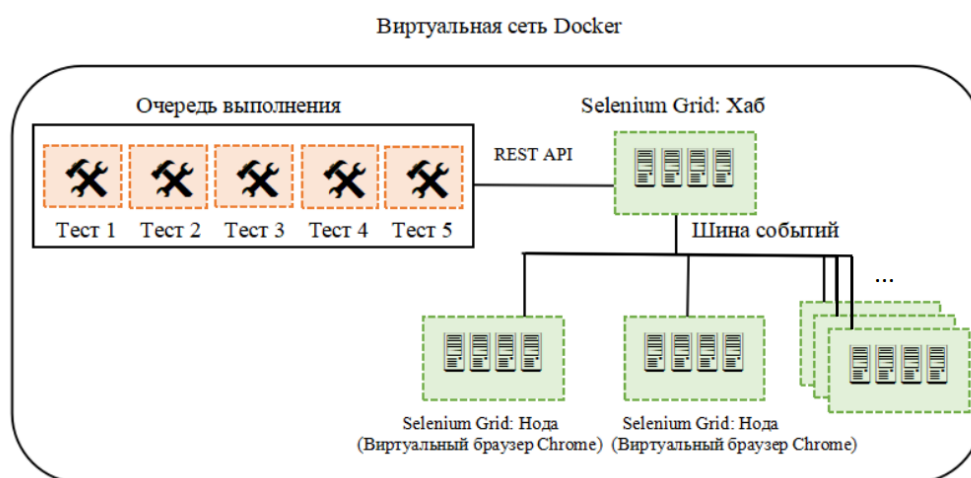 Виртуальная сеть Docker
Очередь выполнения
Selenium Grid: Хаб
REST API
Тест 1
Тест 2
Тест 3
Тест 4
Тест 5
Шина событий
...
Selenium Grid: Нода
(Виртуальный браузер Chrome)
Selenium Grid: Нода
(Виртуальный браузер Chrome)